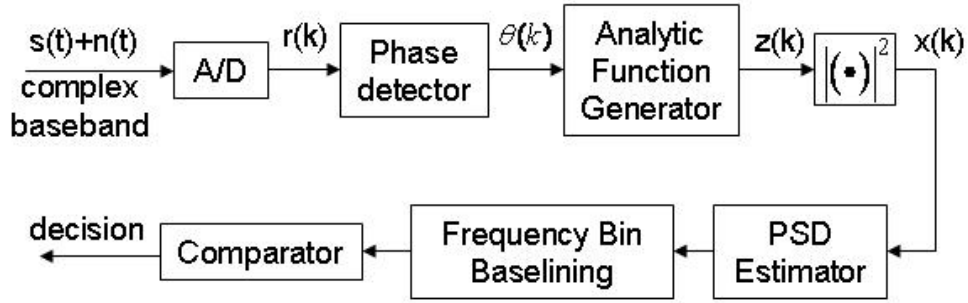 s(t)+n(t)
complex
baseband
A/D
r(k)
Phase
detector
θ(k)
Analytic
Function
Generator
z(k)
|(•)|²
x(k)
decision
Comparator
Frequency Bin
Baselining
PSD
Estimator